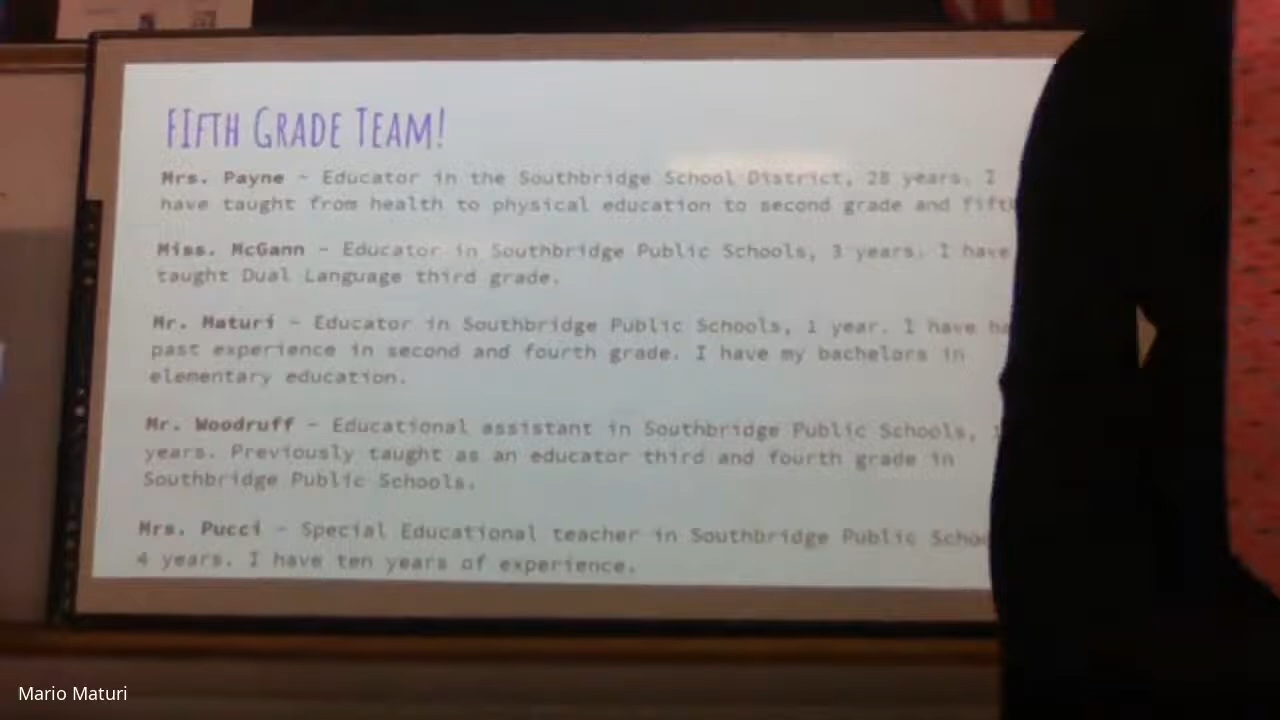 FIFTH GRADE TEAM!
Mrs. Payne - Educator in the Southbridge School District, 28 years. I
have taught from health to physical education to second grade and
Miss. McGann - Educator in Southbridge Public Schools, 3 years. I have
taught Dual Language third grade.
Mr. Maturi - Educator in Southbridge Public Schools, 1 year. I have
past experience in second and fourth grade. I have my bachelors in
elementary education.
Mr. Woodruff - Educational assistant in Southbridge Public Schools,
years. Previously taught as an educator third and fourth grade in
Southbridge Public Schools.
Mrs. Pucci - Special Educational teacher in Southbridge Public
4 years. I have ten years of experience.
Mario Maturi